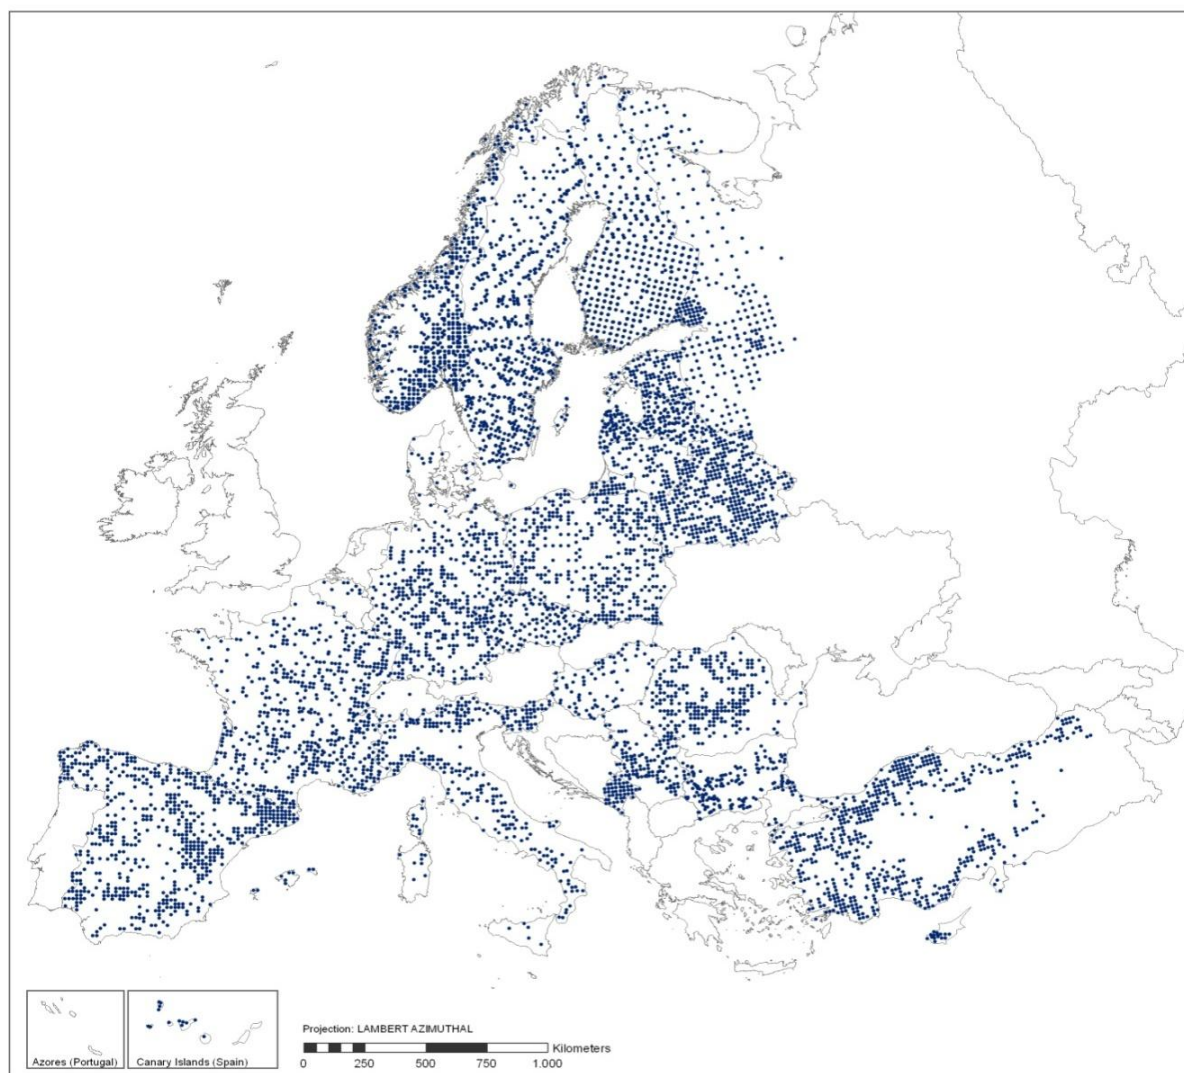 Projection: LAMBERT AZIMUTHAL
Kilometers
0 250 500 750 1.000
Azores (Portugal)
Canary Islands (Spain)